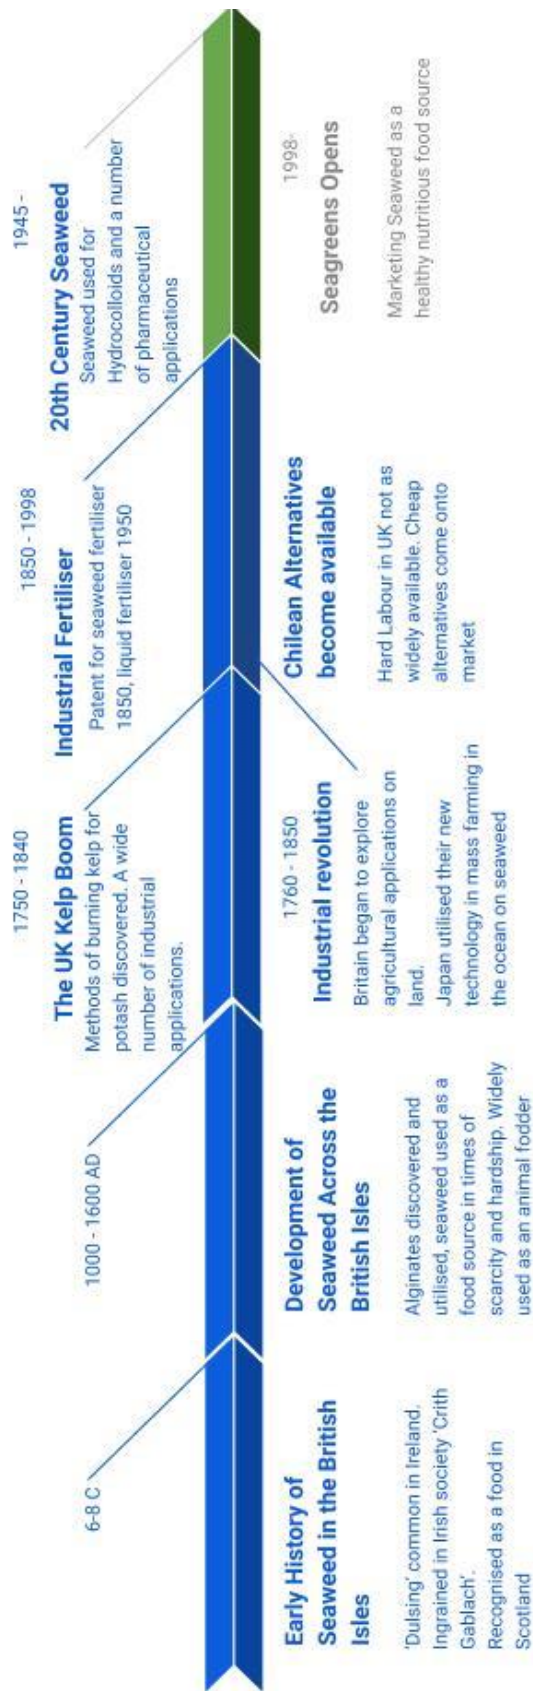 6-8 C
Early History of
Seaweed in the British
Isles
'Dulsing' common in Ireland.
Ingrained in Irish society 'Crith
Gablach'.
Recognised as a food in
Scotland
1000 - 1600 AD
Development of
Seaweed Across the
British Isles
Alginates discovered and
utilised, seaweed used as a
food source in times of
scarcity and hardship. Widely
used as an animal fodder
1750 - 1840
The UK Kelp Boom
Methods of burning kelp for
potash discovered. A wide
number of industrial
applications.
1760 - 1850
Industrial revolution
Britain began to explore
agricultural applications on
land.
Japan utilised their new
technology in mass farming in
the ocean on seaweed
1850 - 1998
Industrial Fertiliser
Patent for seaweed fertiliser
1850, liquid fertiliser 1950
Chilean Alternatives
become available
Hard Labour in UK not as
widely available. Cheap
alternatives come onto
market
1945 -
20th Century Seaweed
Seaweed used for
Hydrocolloids and a number
of pharmaceutical
applications
1998-
Seagreens Opens
Marketing Seaweed as a
healthy nutritious food source